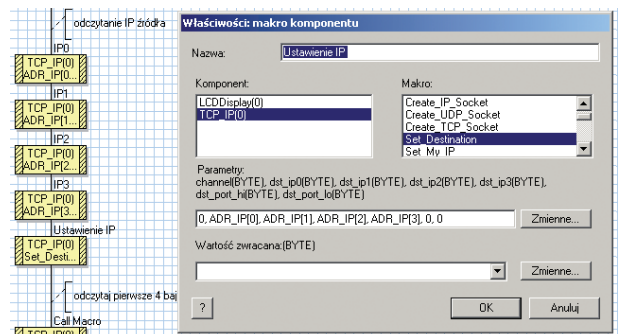 odczytanie IP źródła
IP0
TCP_IP(0)
ADR_IP[0...
IP1
TCP_IP(0)
ADR_IP[1...
IP2
TCP_IP(0)
ADR_IP[2...
IP3
TCP_IP(0)
ADR_IP[3...
Ustawienie IP
TCP_IP(0)
Set_Desti...
odczytaj pierwsze 4 baj
Call Macro
TCP_IP(0)
Właściwości: makro komponentu
Nazwa:
Ustawienie IP
Komponent:
LCDDisplay(0)
TCP_IP(0)
Makro:
Create_IP_Socket
Create_UDP_Socket
Create_TCP_Socket
Set_Destination
Set_My_IP
Parametry:
channel(BYTE), dst_ip0(BYTE), dst_ip1(BYTE), dst_ip2(BYTE), dst_ip3(BYTE),
dst_port_hi(BYTE), dst_port_lo(BYTE)
0, ADR_IP[0], ADR_IP[1], ADR_IP[2], ADR_IP[3], 0, 0
Zmienne...
Wartość zwracana:(BYTE)
Zmienne...
?
OK
Anuluj